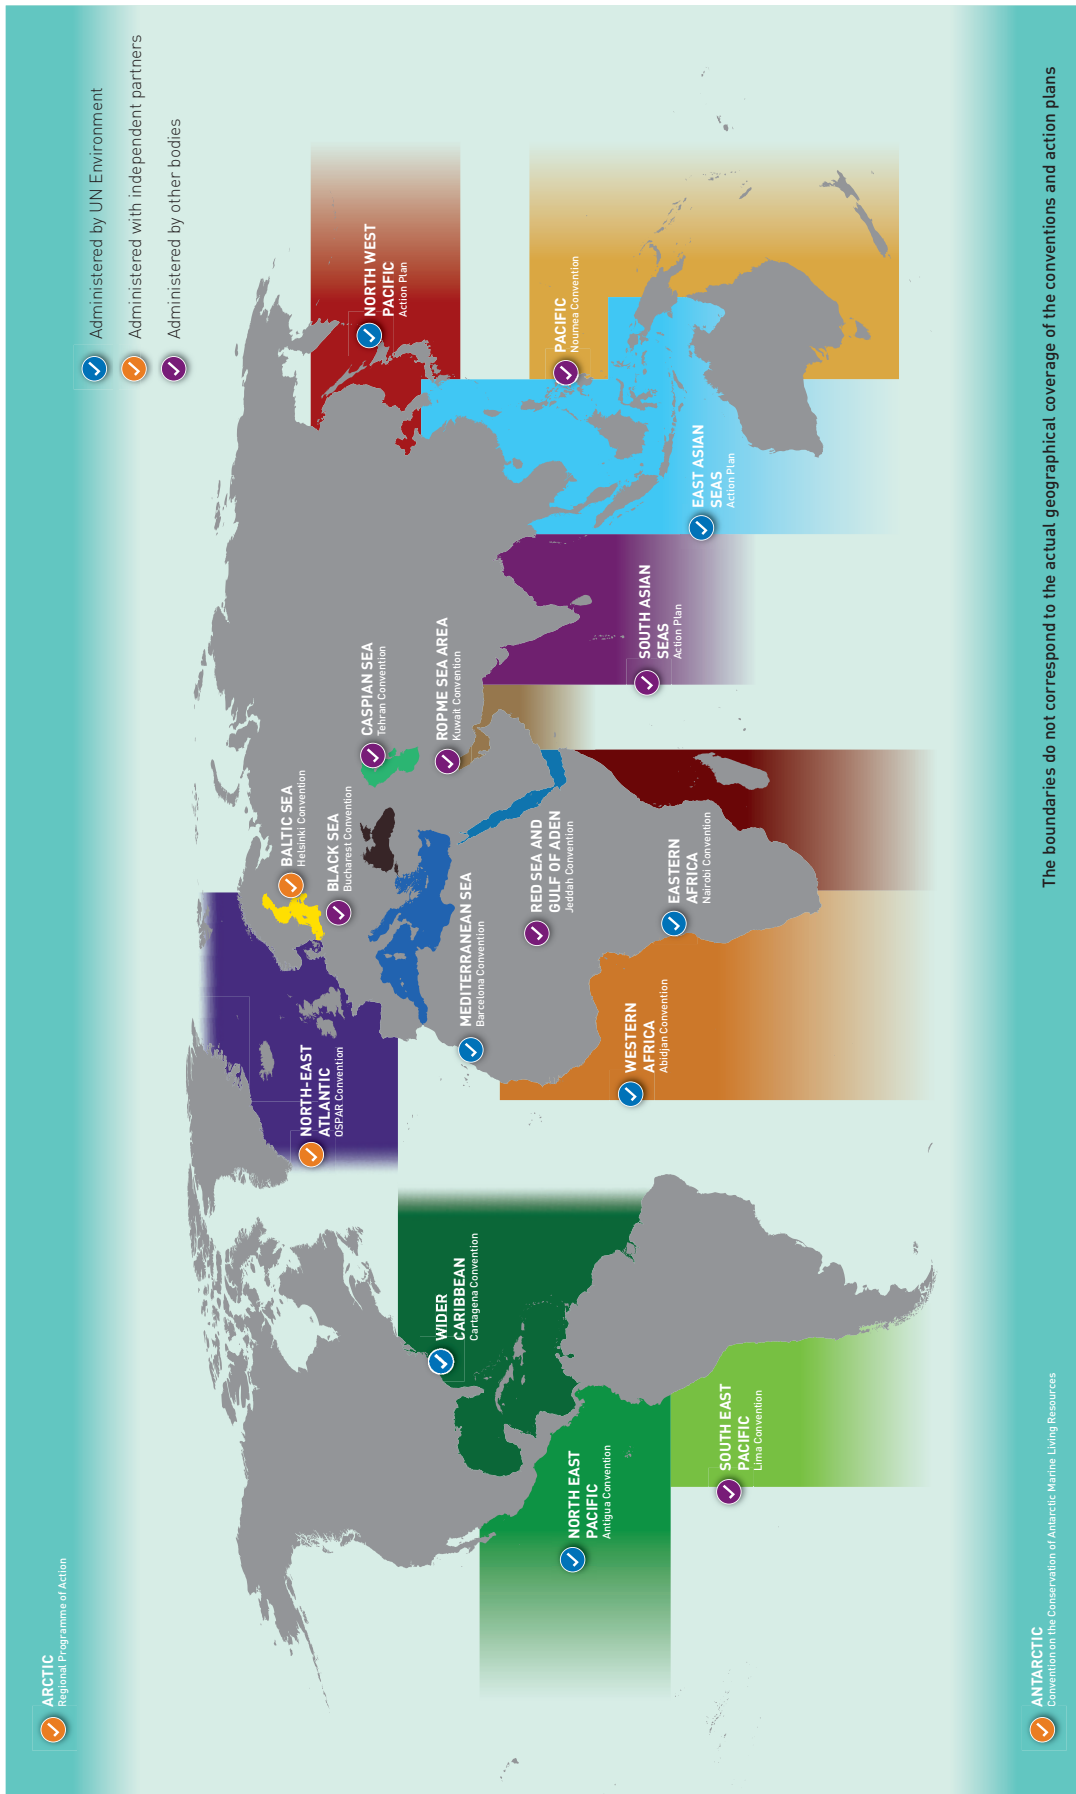 ARCTIC
Regional Programme of Action
Administered by UN Environment
Administered with independent partners
Administered by other bodies
NORTH-EAST
ATLANTIC
OSPAR Convention
BALTIC SEA
Helsinki Convention
BLACK SEA
Bucharest Convention
CASPIAN SEA
Tehran Convention
NORTH WEST
PACIFIC
Action Plan
WIDER
CARIBBEAN
Cartagena Convention
MEDITERRANEAN SEA
Barcelona Convention
ROPME SEA AREA
Kuwait Convention
NORTH EAST
PACIFIC
Antigua Convention
RED SEA AND
GULF OF ADEN
Jeddah Convention
PACIFIC
Noumea Convention
WESTERN
AFRICA
Abidjan Convention
EASTERN
AFRICA
Nairobi Convention
SOUTH ASIAN
SEAS
Action Plan
EAST ASIAN
SEAS
Action Plan
SOUTH EAST
PACIFIC
Lima Convention
ANTARCTIC
Convention on the Conservation of Antarctic Marine Living Resources
The boundaries do not correspond to the actual geographical coverage of the conventions and action plans